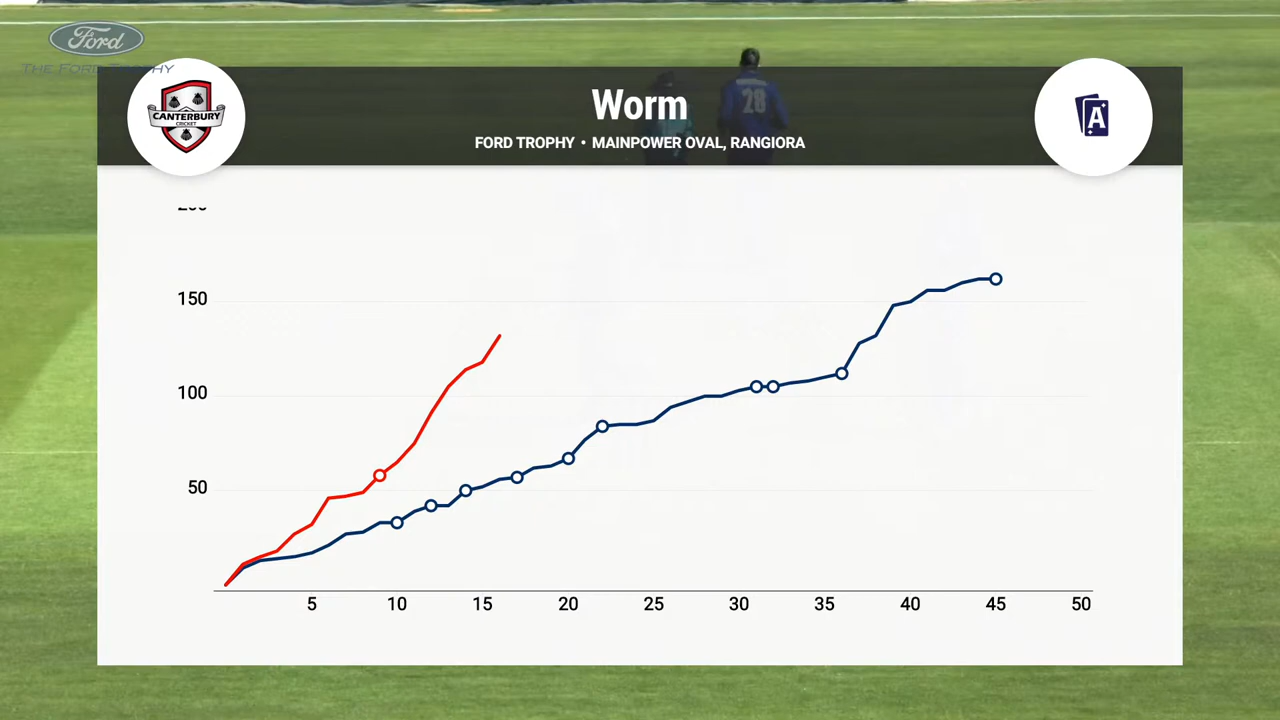 Ford
THE FORD TROPHY
28
CANTERBURY
CRICKET
A
Worm
FORD TROPHY • MAINPOWER OVAL, RANGIORA
200
150
100
50
5 10 15 20 25 30 35 40 45 50